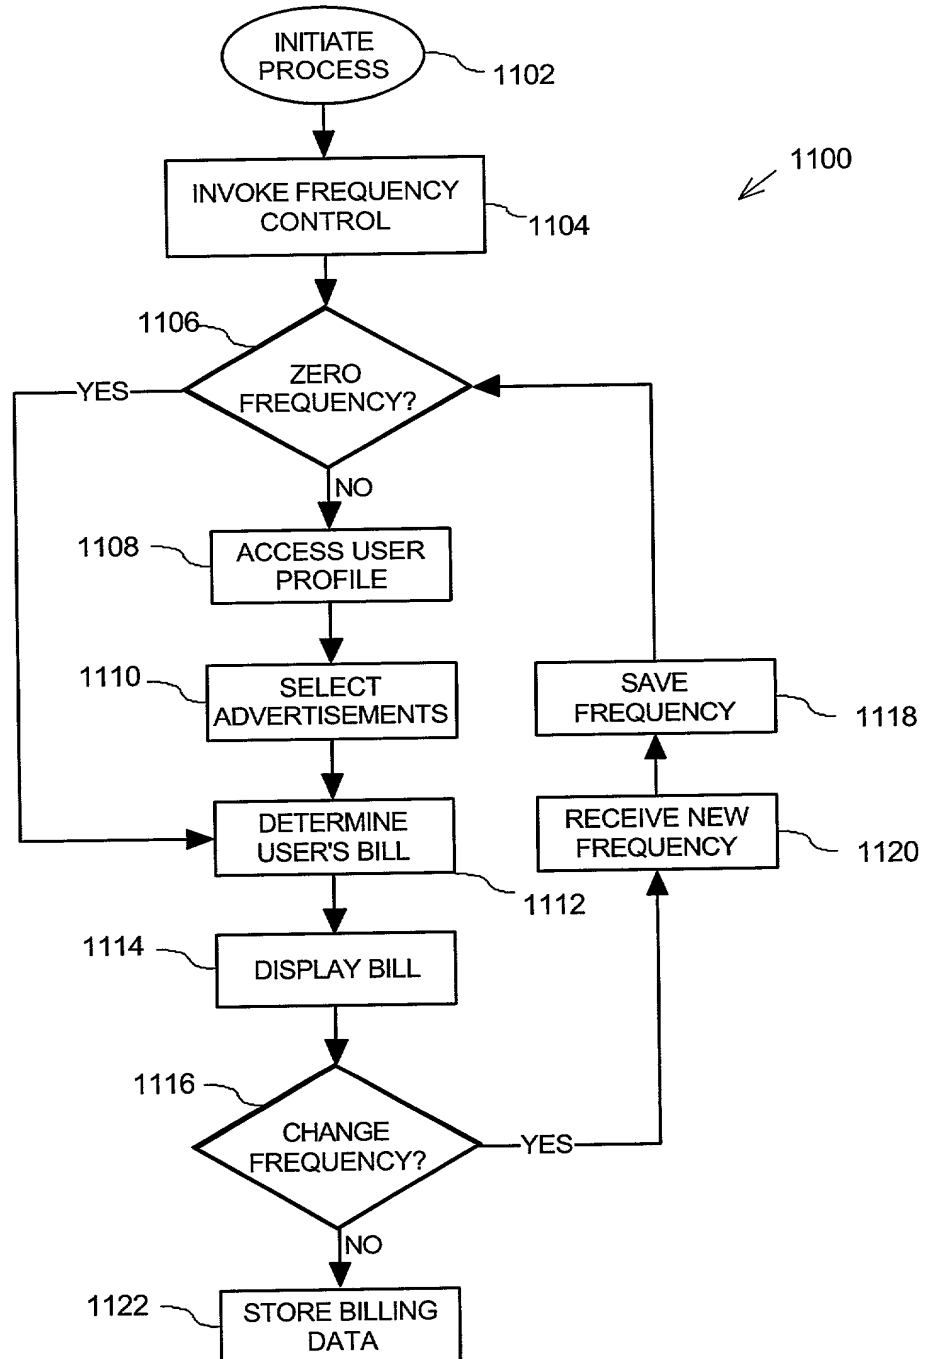 INITIATE
PROCESS
1102
1100
INVOKE FREQUENCY
CONTROL
1104
1106
ZERO
FREQUENCY?
YES
NO
1108
ACCESS USER
PROFILE
1110
SELECT
ADVERTISEMENTS
SAVE
FREQUENCY
1118
DETERMINE
USER'S BILL
1112
RECEIVE NEW
FREQUENCY
1120
1114
DISPLAY BILL
1116
CHANGE
FREQUENCY?
YES
NO
1122
STORE BILLING
DATA